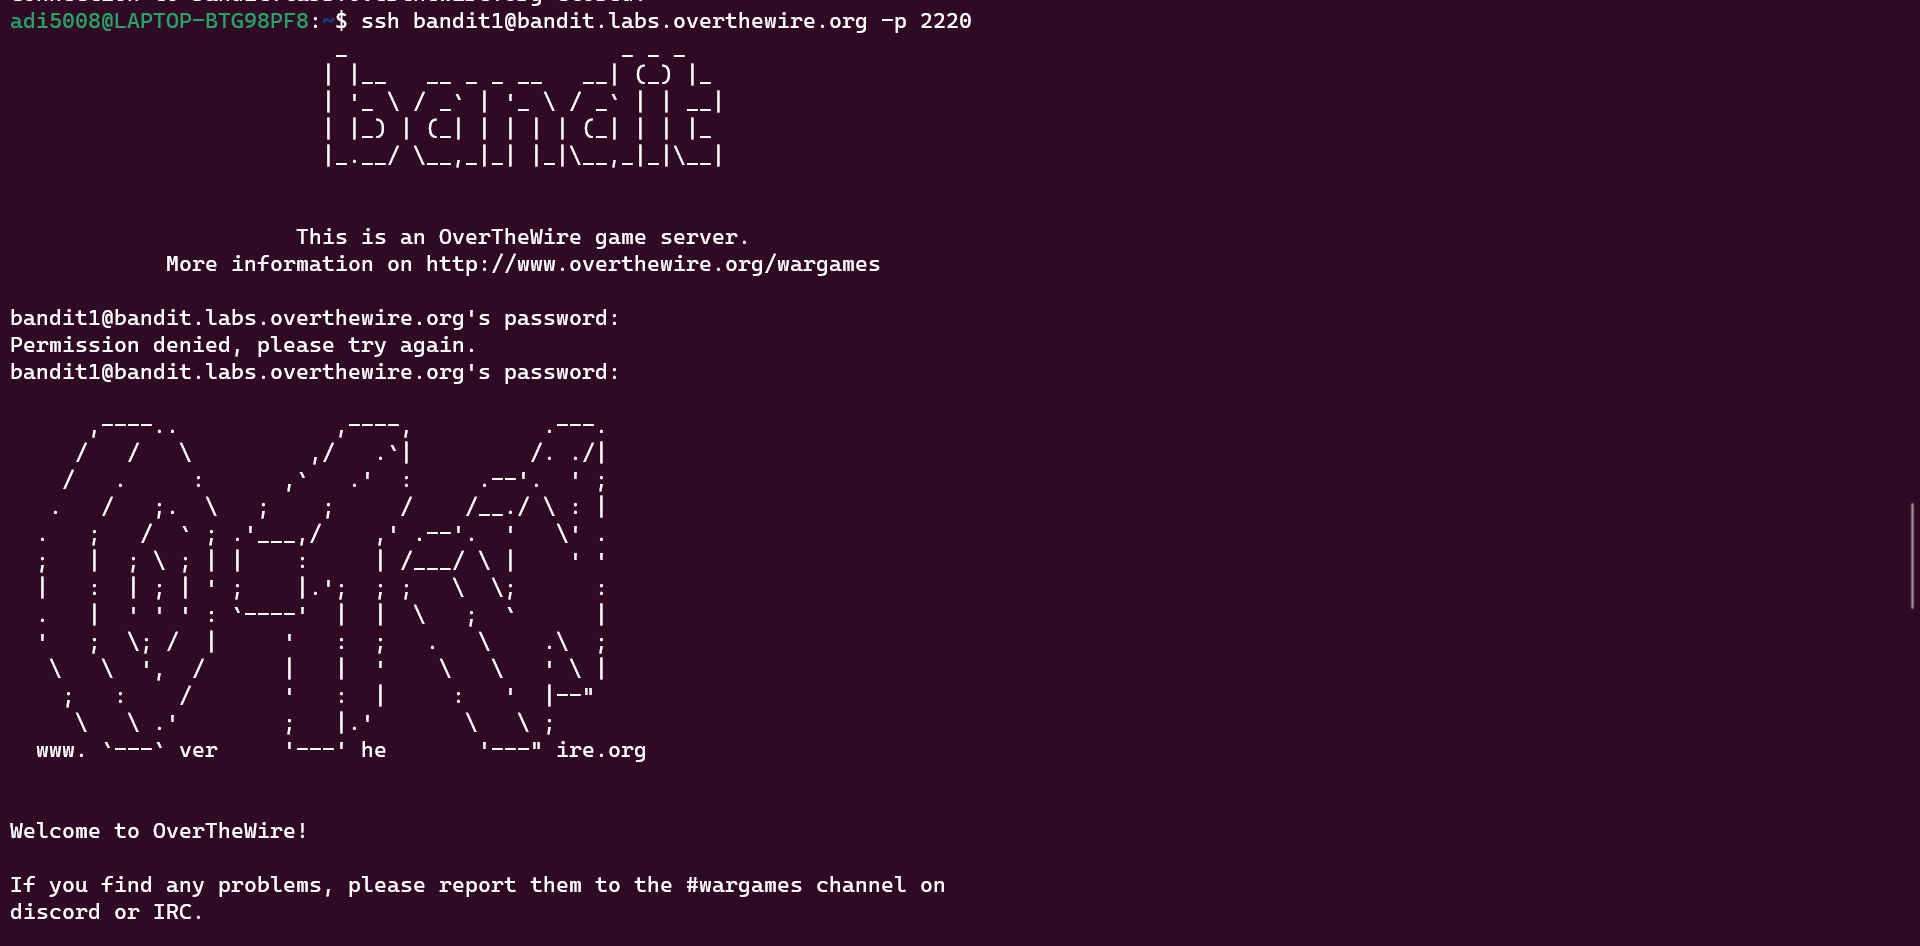 adi5008@LAPTOP-BTG98PF8:~$ ssh bandit1@bandit.labs.overthewire.org -p 2220
                         _                     _ _ _
                        | |__   __ _ _ __   __| (_) |_
                        | '_ \ / _` | '_ \ / _` | | __|
                        | |_) | (_| | | | | (_| | | |_
                        |_.__/ \__,_|_| |_|\__,_|_|\__|
                      This is an OverTheWire game server.
            More information on http://www.overthewire.org/wargames
bandit1@bandit.labs.overthewire.org's password:
Permission denied, please try again.
bandit1@bandit.labs.overthewire.org's password:
      ,----..            ,----,          .---.
     /   /   \         ,/   .`|         /. ./|
    /   .     :      ,`   .'  :     .--'.  ' ;
   .   /   ;.  \   ;    ;     /    /__./ \ : |
  .   ;   /  ` ; .'___,/    ,' .--'.  '   \' .
  ;   |  ; \ ; | |    :     | /___/ \ |    ' '
  |   :  | ; | ' ;    |.';  ; ;   \  \;      :
  .   |  ' ' ' : `----'  |  |  \   ;  `      |
  '   ;  \; /  |     '   :  ;   .   \    .\  ;
   \   \  ',  /      |   |  '    \   \   ' \ |
    ;   :    /       '   :  |     :   '  |--"
     \   \ .'        ;   |.'       \   \ ;
  www. `---` ver     '---' he       '---" ire.org
Welcome to OverTheWire!
If you find any problems, please report them to the #wargames channel on
discord or IRC.